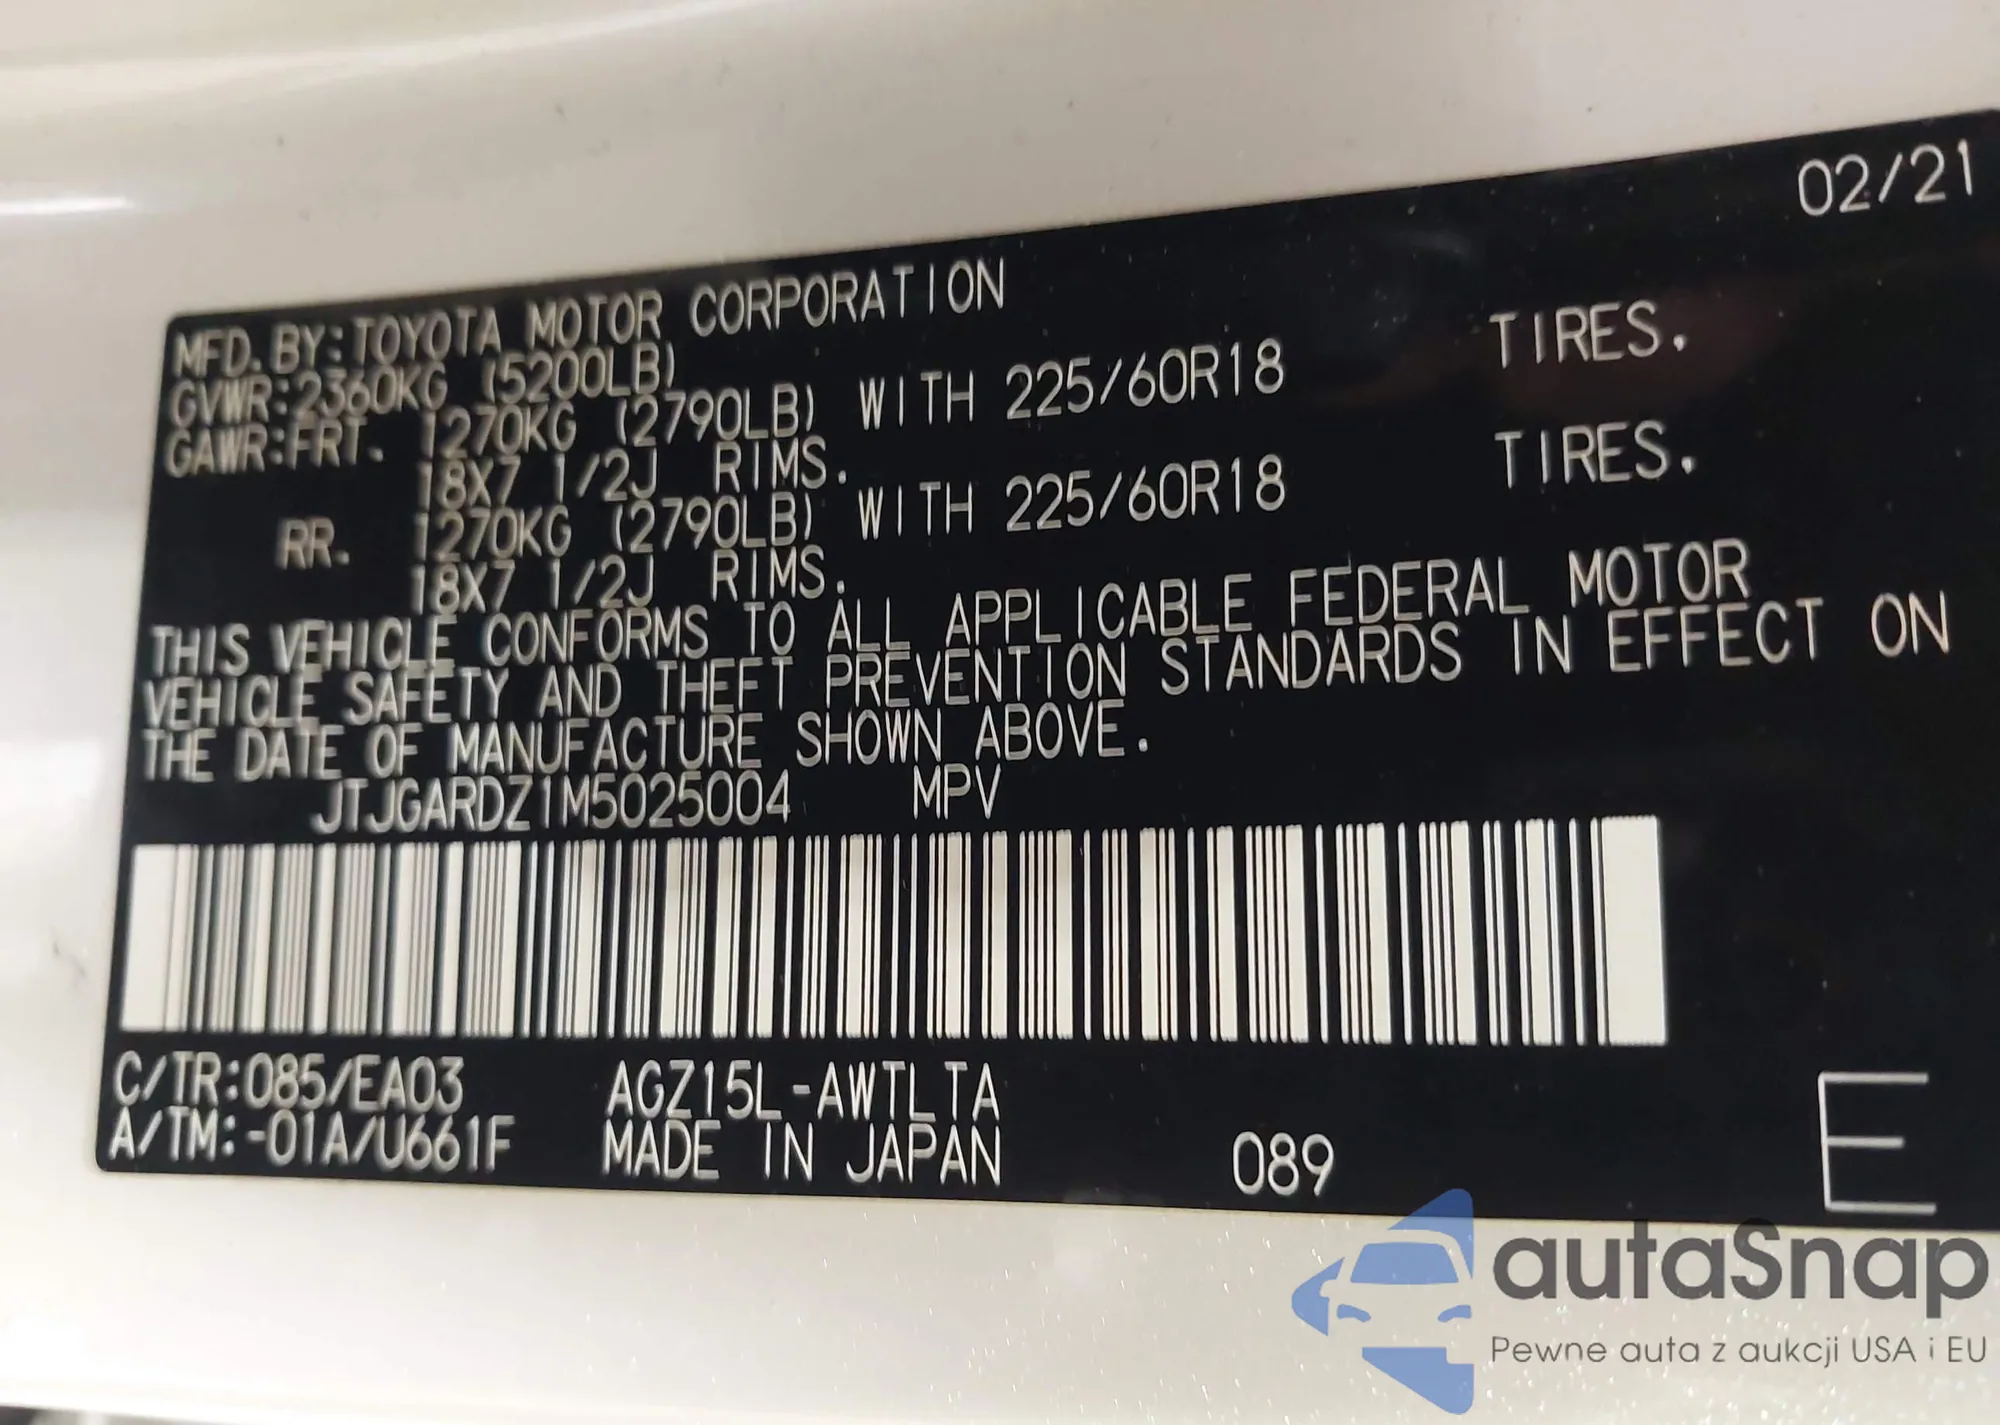 02/21
MFD. BY: TOYOTA MOTOR CORPORATION
GVWR: 2360KG (5200LB)
GAWR: FRT. 1270KG (2790LB) WITH 225/60R18 TIRES.
18X7 1/2J RIMS.
RR. 1270KG (2790LB) WITH 225/60R18 TIRES.
18X7 1/2J RIMS.
THIS VEHICLE CONFORMS TO ALL APPLICABLE FEDERAL MOTOR
VEHICLE SAFETY AND THEFT PREVENTION STANDARDS IN EFFECT ON
THE DATE OF MANUFACTURE SHOWN ABOVE.
JTJGARDZ1M5025004 MPV
C/TR:085/EA03 AGZ15L-AWTLTA
A/TM:-01A/U661F MADE IN JAPAN 089 E
autaSnap
Pewne auta z aukcji USA i EU